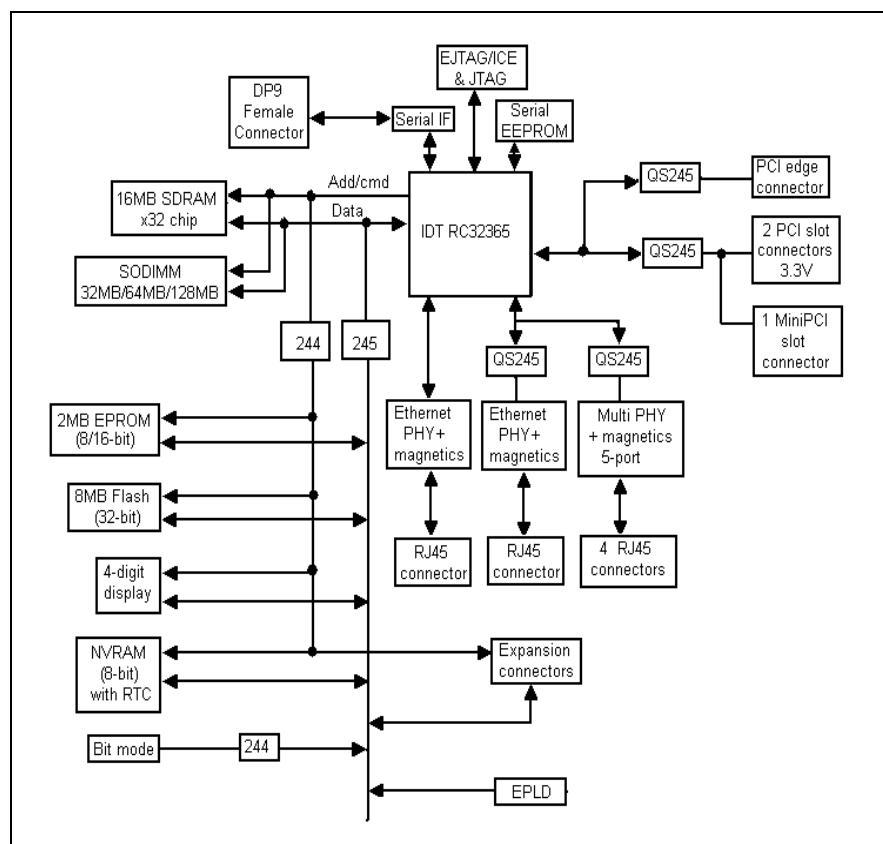 EJTAG/ICE
& JTAG
DP9
Female
Connector
Serial IF
Serial
EEPROM
Add/cmd
Data
16MB SDRAM
x32 chip
IDT RC32365
QS245
PCI edge
connector
QS245
2 PCI slot
connectors
3.3V
SODIMM
32MB/64MB/128MB
1 MiniPCI
slot
connector
244
245
QS245
QS245
2MB EPROM
(8/16-bit)
Ethernet
PHY+
magnetics
Ethernet
PHY+
magnetics
Multi PHY
+ magnetics
5-port
8MB Flash
(32-bit)
RJ45
connector
RJ45
connector
4 RJ45
connectors
4-digit
display
NVRAM
(8-bit)
with RTC
Expansion
connectors
Bit mode
244
EPLD